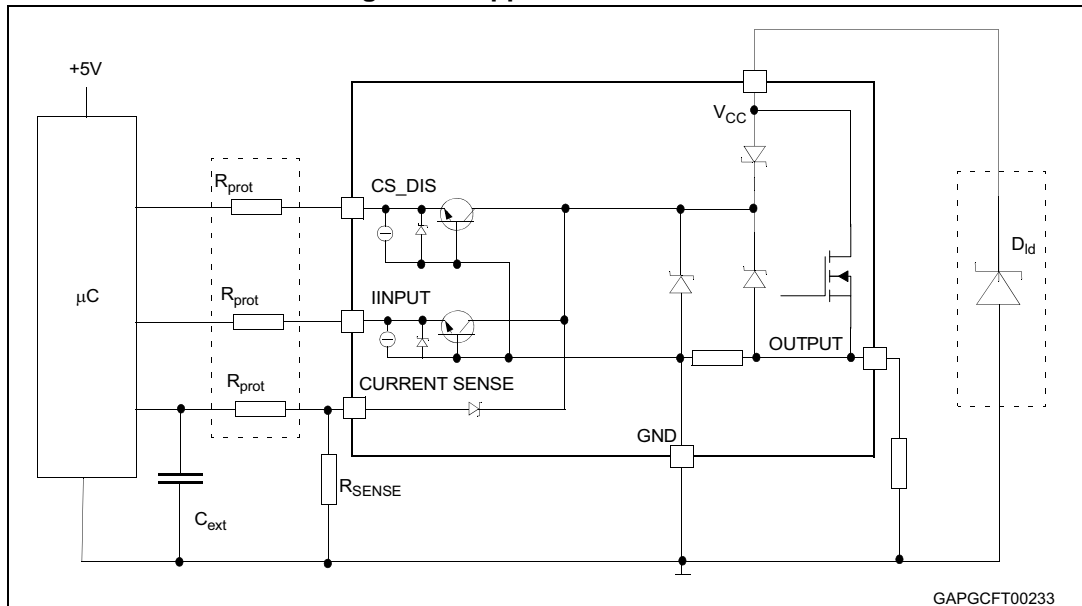 +5V
V_CC
R_prot
CS_DIS
D_ld
μC
R_prot
IINPUT
OUTPUT
R_prot
CURRENT SENSE
GND
R_SENSE
C_ext
GAPGCFT00233